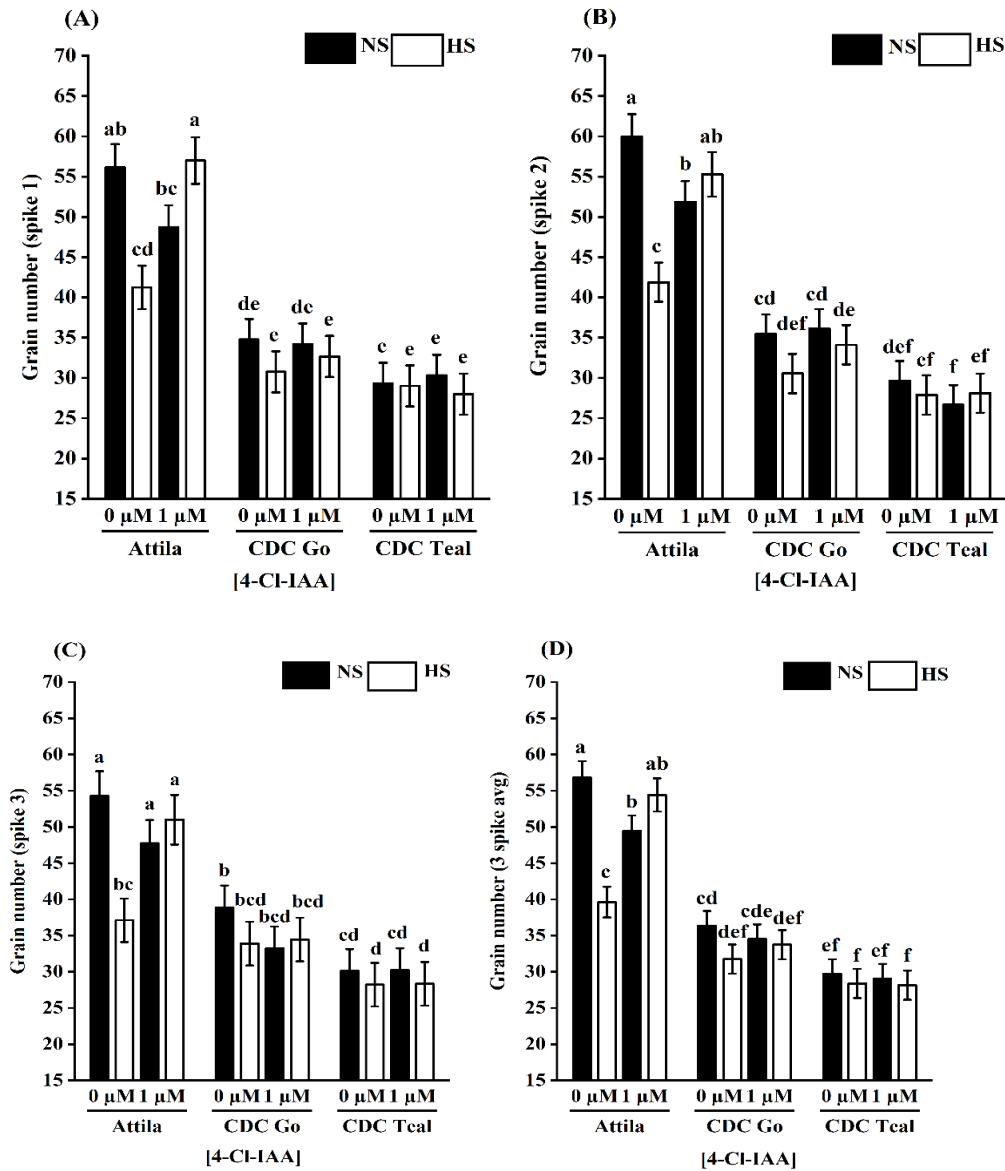 (A)
NS HS
70
65
60
55
50
45
40
35
30
25
20
15
Grain number (spike 1)
ab cd bc a
de c dc e
c e e e
0 µM 1 µM 0 µM 1 µM 0 µM 1 µM
Attila CDC Go CDC Teal
[4-Cl-IAA]
(B)
NS HS
70
65
60
55
50
45
40
35
30
25
20
15
Grain number (spike 2)
a c b ab
cd def cd de
dcf cf f ef
0 µM 1 µM 0 µM 1 µM 0 µM 1 µM
Attila CDC Go CDC Teal
[4-Cl-IAA]
(C)
NS HS
70
65
60
55
50
45
40
35
30
25
20
15
Grain number (spike 3)
a bc a a
b bcd bcd bcd
cd d cd d
0 µM 1 µM 0 µM 1 µM 0 µM 1 µM
Attila CDC Go CDC Tcal
[4-Cl-IAA]
(D)
NS HS
70
65
60
55
50
45
40
35
30
25
20
15
Grain number (3 spike avg)
a c b ab
cd def cde def
ef f ef f
0 µM 1 µM 0 µM 1 µM 0 µM 1 µM
Attila CDC Go CDC Tcal
[4-Cl-IAA]